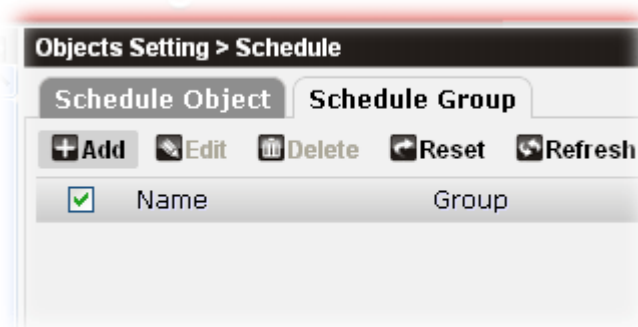 Objects Setting > Schedule
Schedule Object Schedule Group
Add Edit Delete Reset Refresh
Name Group